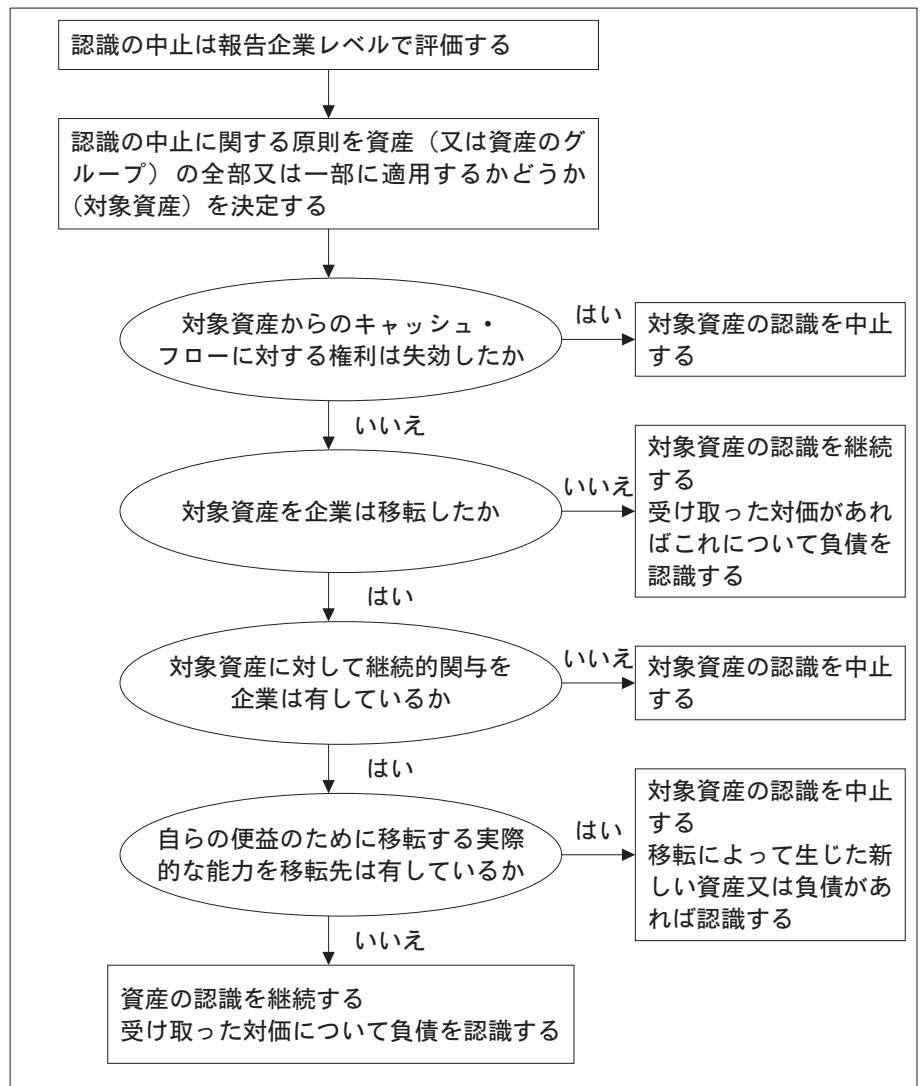 認識の中止は報告企業レベルで評価する
認識の中止に関する原則を資産（又は資産のグ
ループ）の全部又は一部に適用するかどうか
（対象資産）を決定する
対象資産からのキャッシュ・
フローに対する権利は失効したか
はい
対象資産の認識を中止
する
いいえ
対象資産を企業は移転したか
いいえ
対象資産の認識を継続
する
受け取った対価があれ
ばこれについて負債を
認識する
はい
対象資産に対して継続的関与を
企業は有しているか
いいえ
対象資産の認識を中止
する
はい
自らの便益のために移転する実際
的な能力を移転先は有しているか
はい
対象資産の認識を中止
する
移転によって生じた新
しい資産又は負債があ
れば認識する
いいえ
資産の認識を継続する
受け取った対価について負債を認識する